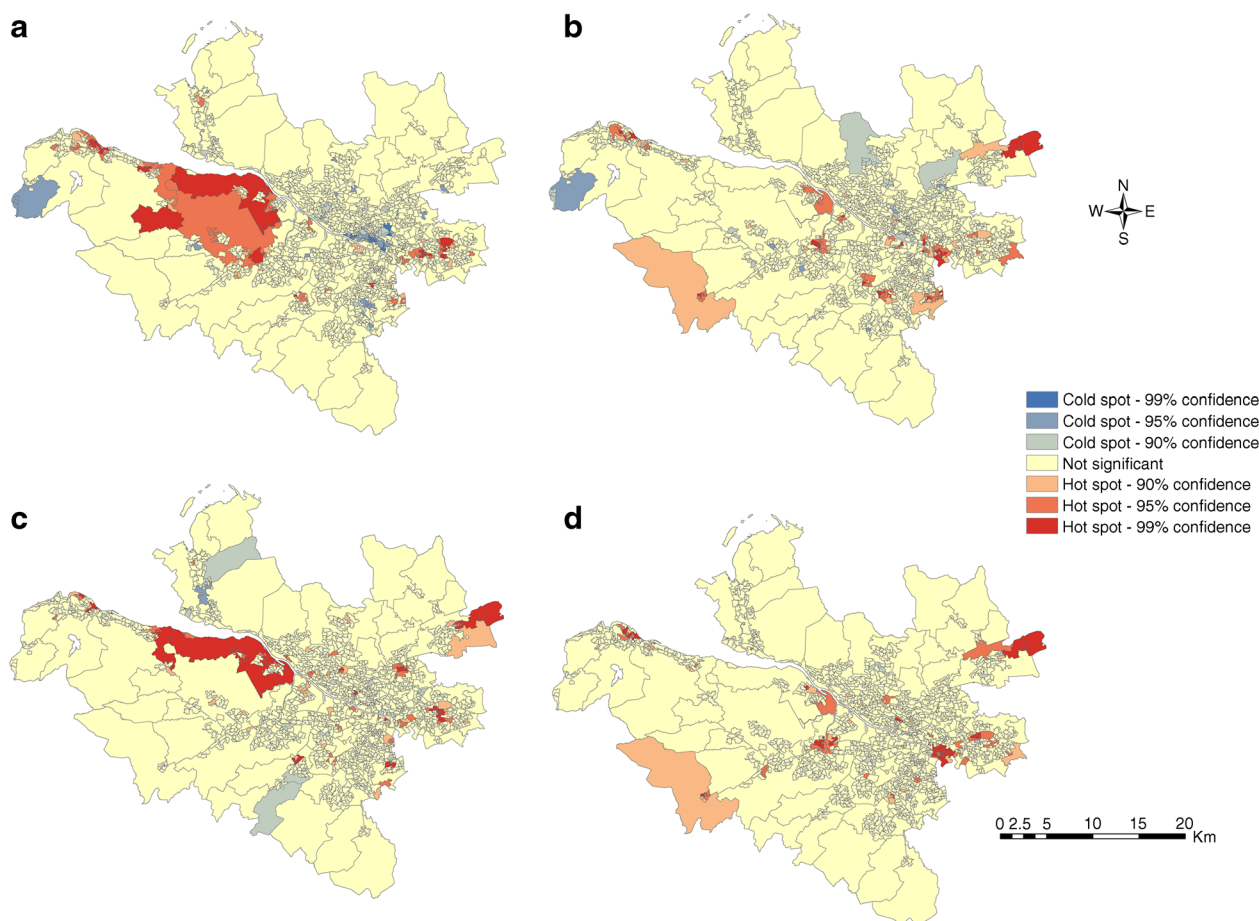 a
b
N
W E
S
Cold spot - 99% confidence
Cold spot - 95% confidence
Cold spot - 90% confidence
Not significant
Hot spot - 90% confidence
Hot spot - 95% confidence
Hot spot - 99% confidence
c
d
0 2.5 5 10 15 20
Km